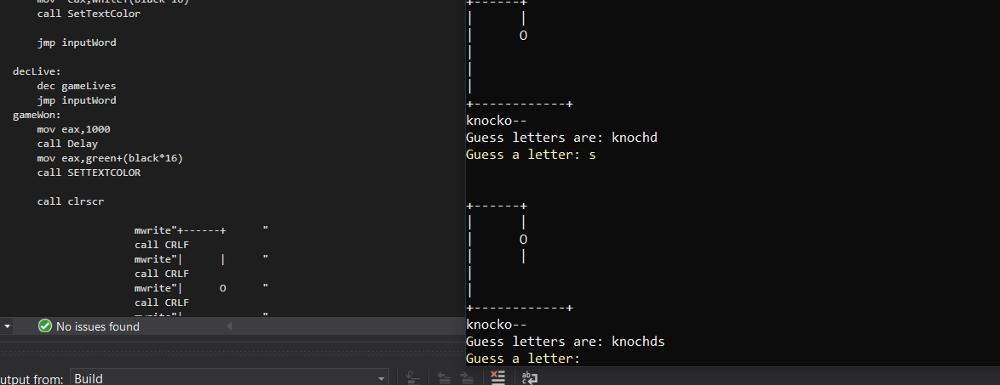 mov eax,white+(black*16)
call SetTextColor
jmp inputWord
decLive:
dec gameLives
jmp inputWord
gameWon:
mov eax,1000
call Delay
mov eax,green+(black*16)
call SETTEXTCOLOR
call clrscr
mwrite"+------+      "
call CRLF
mwrite"|      |      "
call CRLF
mwrite"|      O      "
call CRLF
mwrite"|             "
No issues found
utput from: Build
+------+
|      |
|      O
|
|
|
+------------+
knocko--
Guess letters are: knochd
Guess a letter: s
+------+
|      |
|      O
|      |
|
|
+------------+
knocko--
Guess letters are: knochds
Guess a letter: